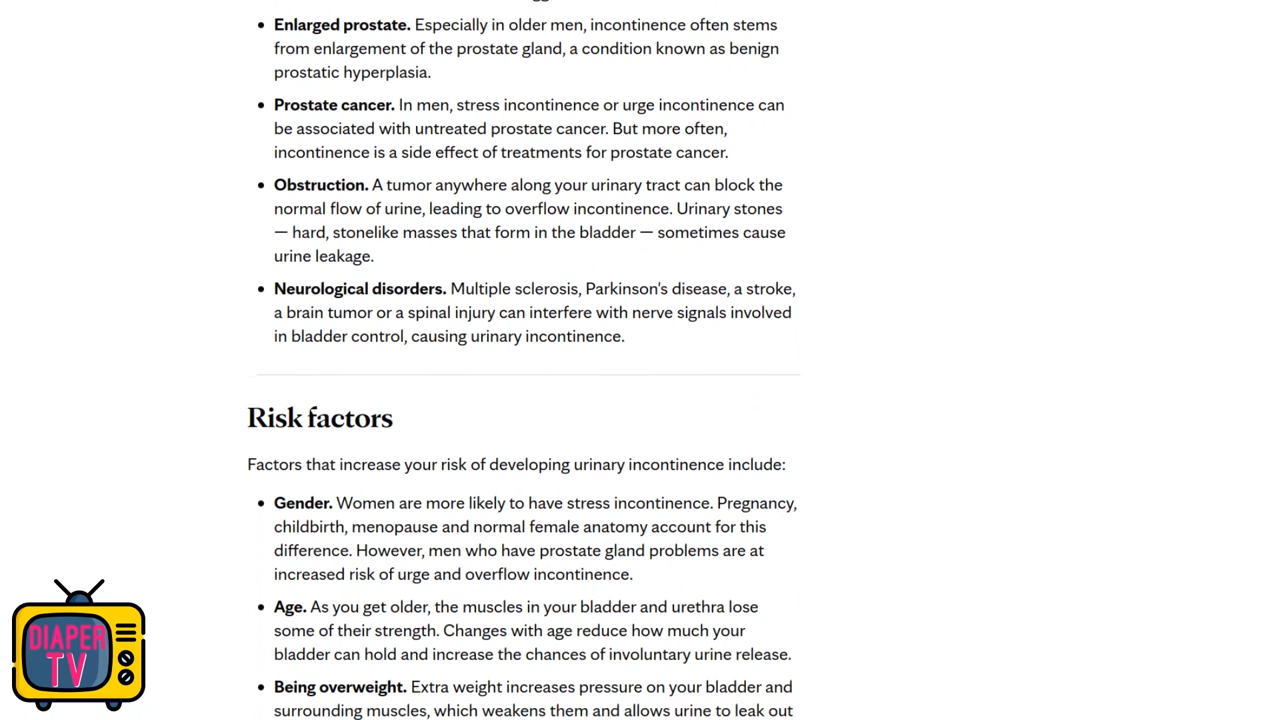 Enlarged prostate. Especially in older men, incontinence often stems
from enlargement of the prostate gland, a condition known as benign
prostatic hyperplasia.
Prostate cancer. In men, stress incontinence or urge incontinence can
be associated with untreated prostate cancer. But more often,
incontinence is a side effect of treatments for prostate cancer.
Obstruction. A tumor anywhere along your urinary tract can block the
normal flow of urine, leading to overflow incontinence. Urinary stones
— hard, stonelike masses that form in the bladder — sometimes cause
urine leakage.
Neurological disorders. Multiple sclerosis, Parkinson's disease, a stroke,
a brain tumor or a spinal injury can interfere with nerve signals involved
in bladder control, causing urinary incontinence.
Risk factors
Factors that increase your risk of developing urinary incontinence include:
Gender. Women are more likely to have stress incontinence. Pregnancy,
childbirth, menopause and normal female anatomy account for this
difference. However, men who have prostate gland problems are at
increased risk of urge and overflow incontinence.
Age. As you get older, the muscles in your bladder and urethra lose
some of their strength. Changes with age reduce how much your
bladder can hold and increase the chances of involuntary urine release.
Being overweight. Extra weight increases pressure on your bladder and
surrounding muscles, which weakens them and allows urine to leak out
DIAPER
TV